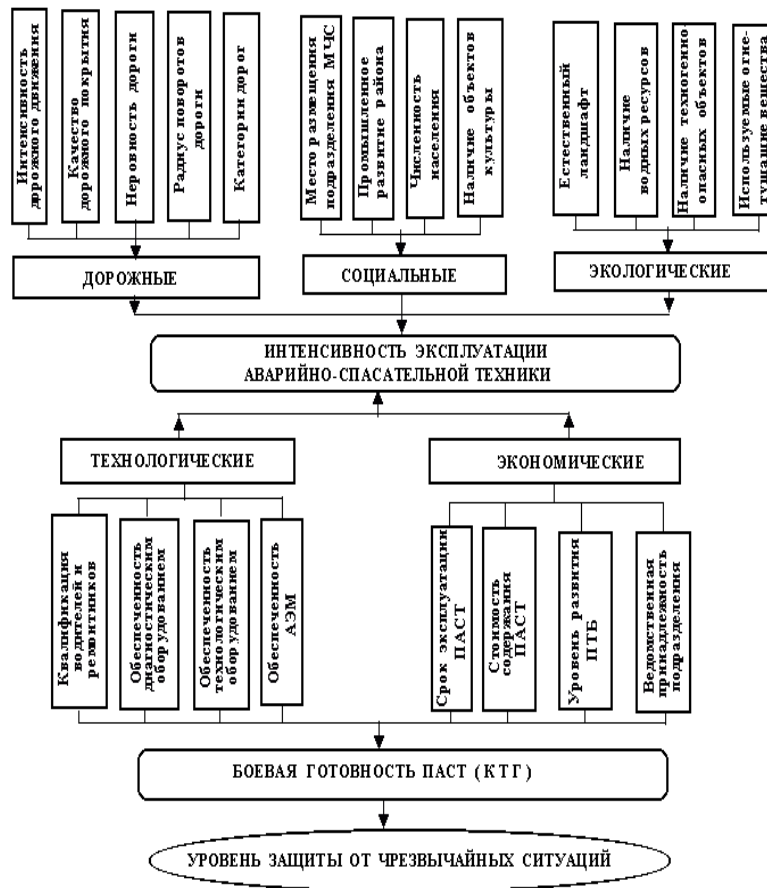 Интенсивность
дорожного движения
Качество
дорожного покрытия
Неровность дороги
Радиус поворотов
дороги
Категории дорог
Место размещения
подразделения МЧС
Промышленное
развитие района
Численность
населения
Наличие объектов
культуры
Естественный
ландшафт
Наличие
водных ресурсов
Наличие техногенно
опасных объектов
Используемые огне-
тушащие вещества
ДОРОЖНЫЕ
СОЦИАЛЬНЫЕ
ЭКОЛОГИЧЕСКИЕ
ИНТЕНСИВНОСТЬ ЭКСПЛУАТАЦИИ
АВАРИЙНО-СПАСАТЕЛЬНОЙ ТЕХНИКИ
ТЕХНОЛОГИЧЕСКИЕ
ЭКОНОМИЧЕСКИЕ
Квалификация
водителей и
ремонтников
Обеспеченность
диагностическим
оборудованием
Обеспеченность
технологическим
оборудованием
Обеспеченность
АЭМ
Срок эксплуатации
ПАСТ
Стоимость
содержания
ПАСТ
Уровень развития
ПТБ
Ведомственная
принадлежность
подразделения
БОЕВАЯ ГОТОВНОСТЬ ПАСТ (КТГ)
УРОВЕНЬ ЗАЩИТЫ ОТ ЧРЕЗВЫЧАЙНЫХ СИТУАЦИЙ